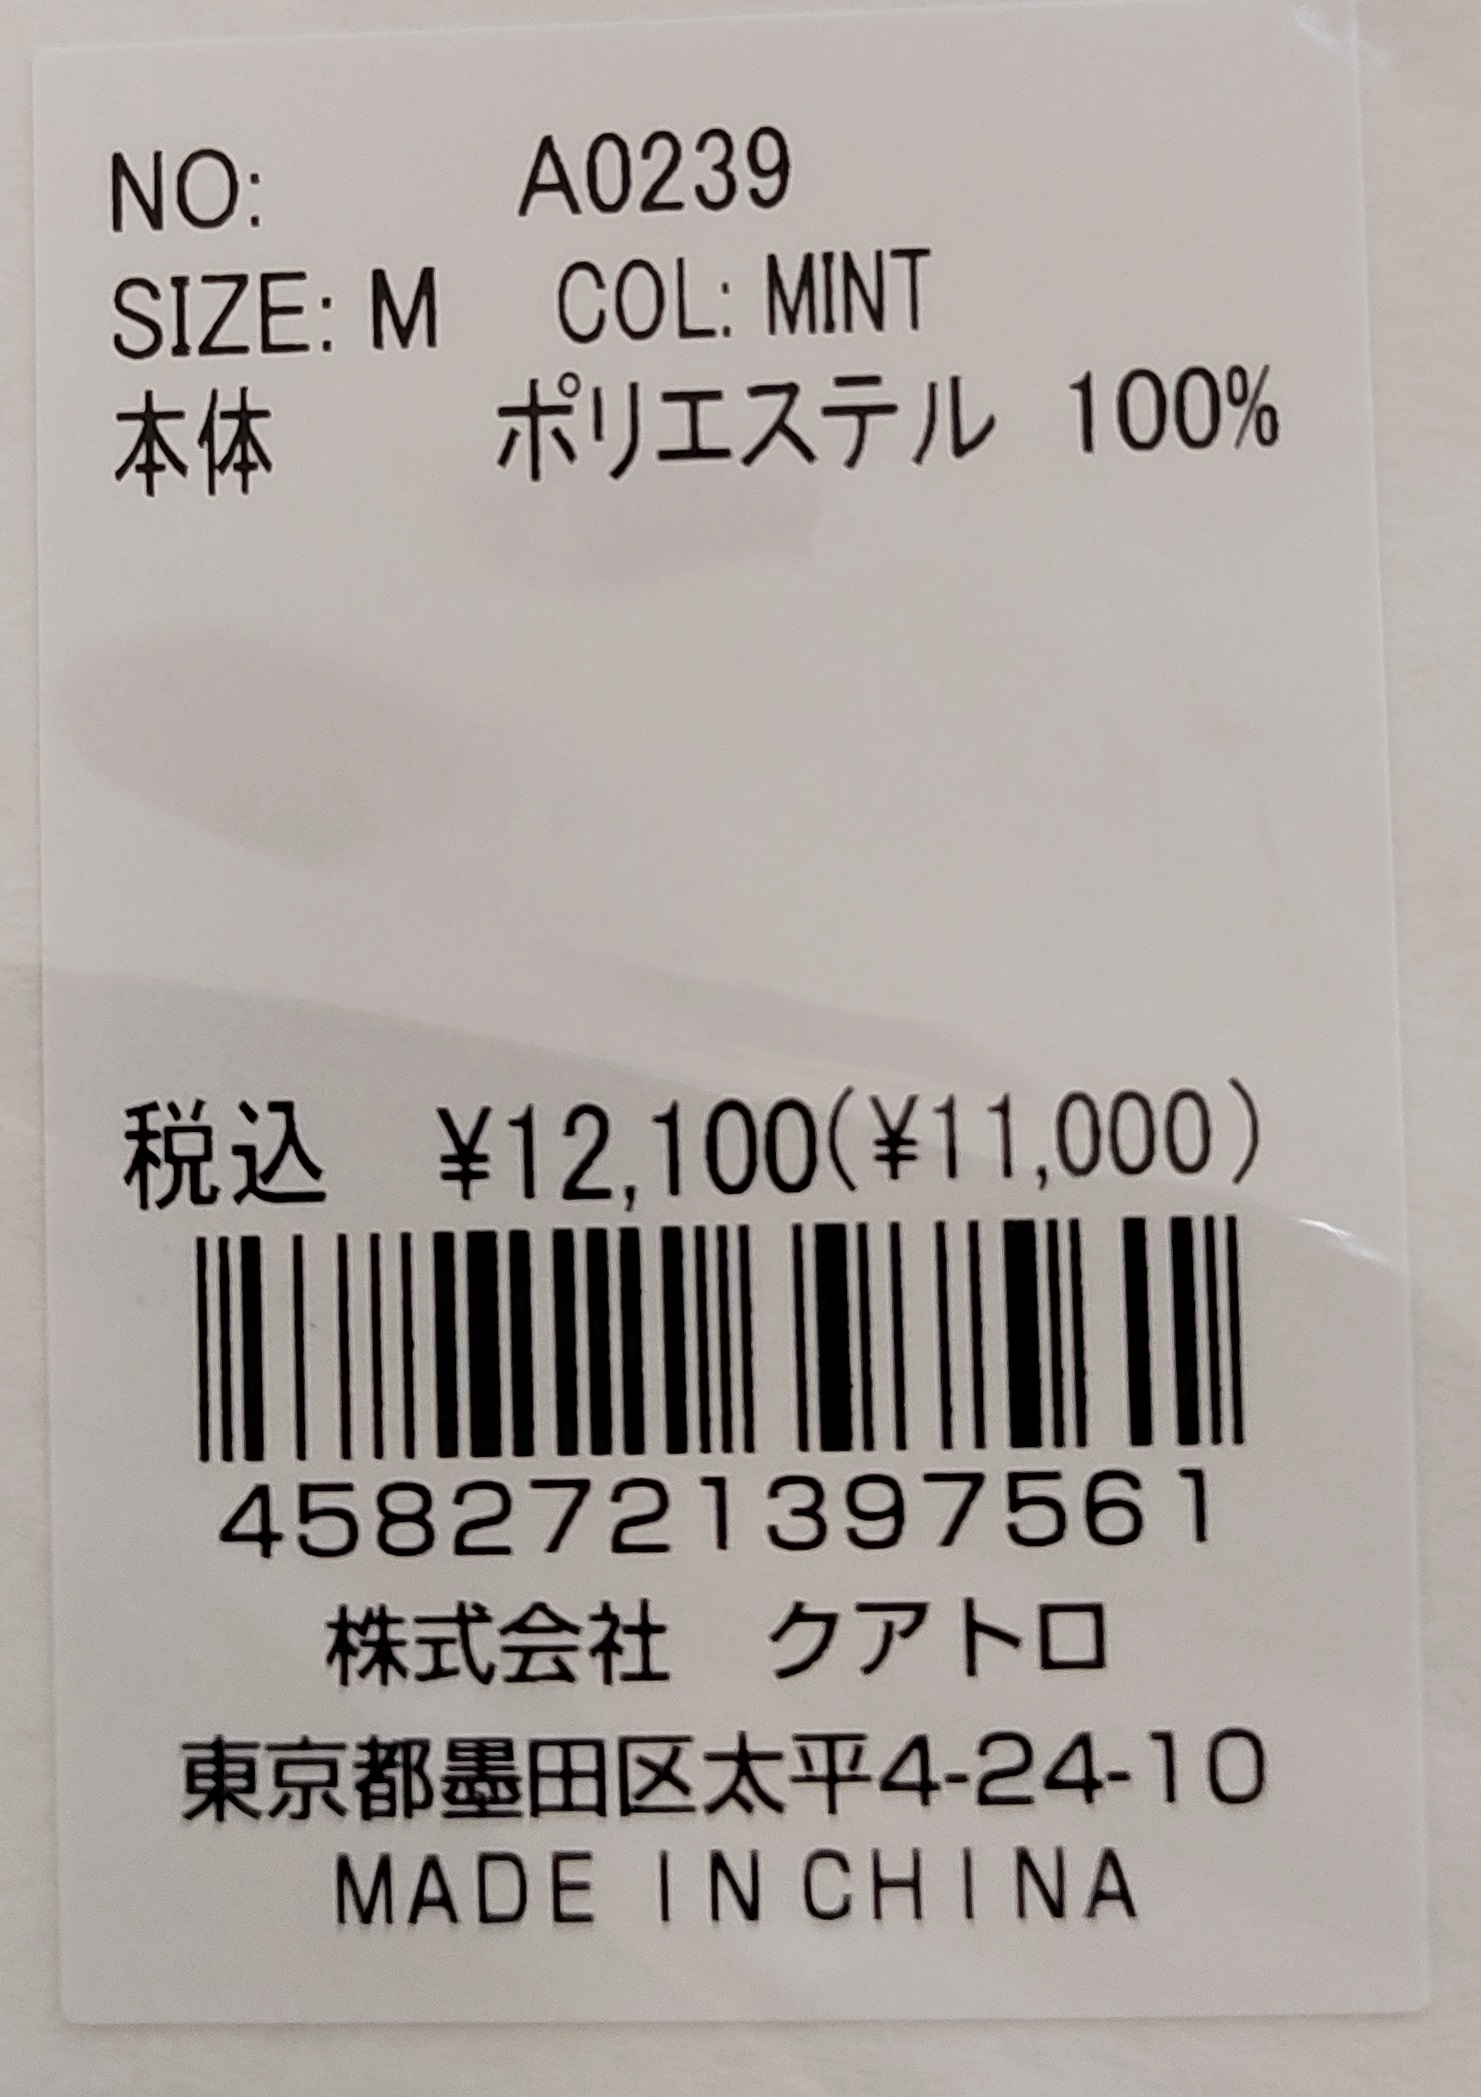 NO: A0239
SIZE: M COL: MINT
本体 ポリエステル 100%
税込 ¥12,100(¥11,000)
4582721397561
株式会社 クアトロ
東京都墨田区太平4-24-10
MADE IN CHINA